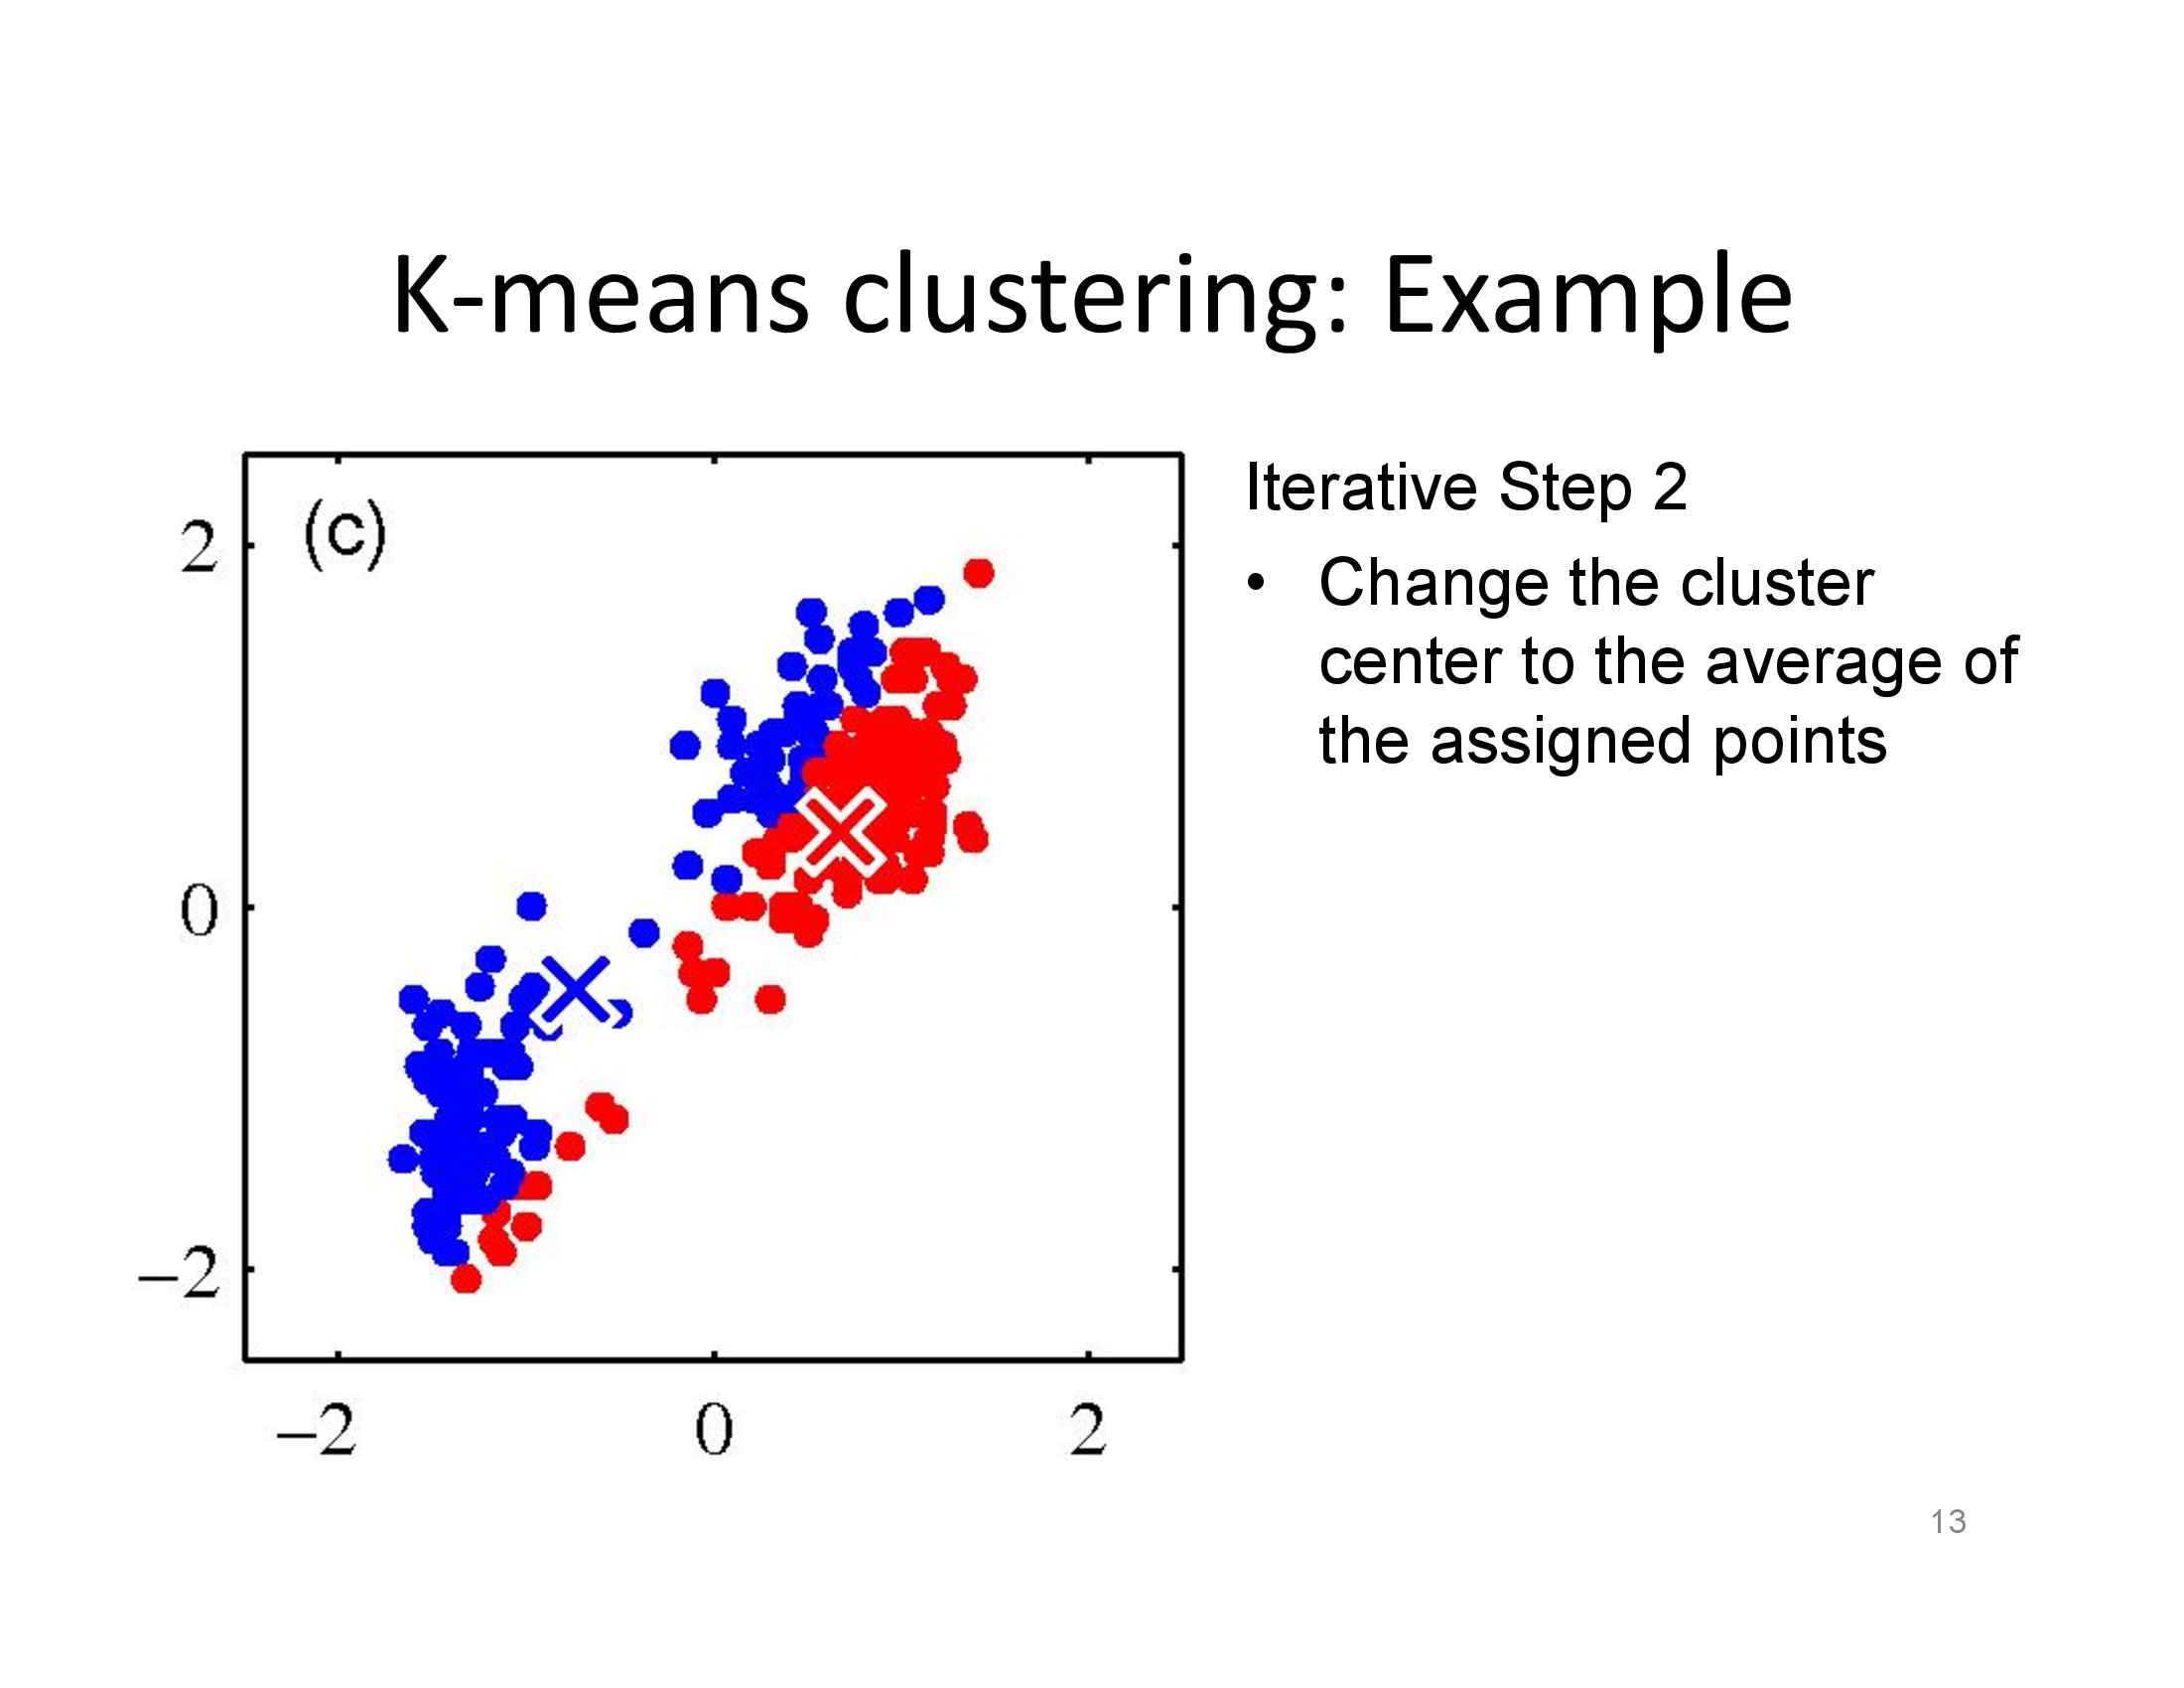 K-means clustering: Example
(c)
2
0
−2
−2 0 2
Iterative Step 2
• Change the cluster
center to the average of
the assigned points
13